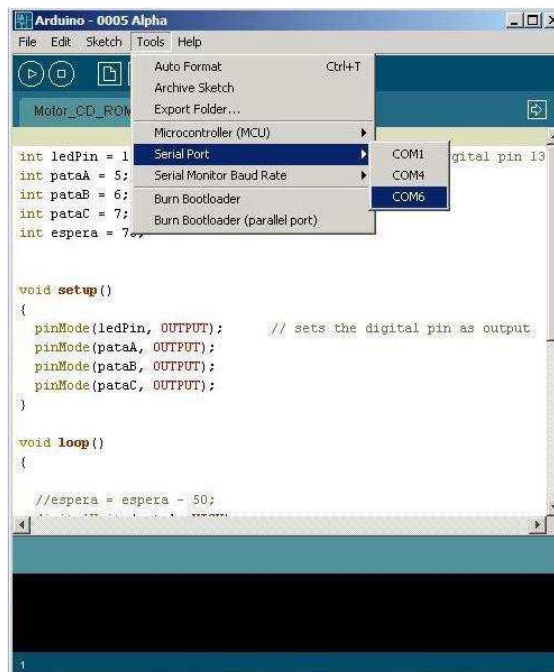 Arduino - 0005 Alpha
File Edit Sketch Tools Help
Auto Format Ctrl+T
Archive Sketch
Export Folder...
Microcontroller (MCU)
Serial Port
Serial Monitor Baud Rate
Burn Bootloader
Burn Bootloader (parallel port)
COM1
COM4
COM6
Motor_CD_ROM
int ledPin = 1 gital pin 13
int pataA = 5;
int pataB = 6;
int pataC = 7;
int espera =
void setup()
{
pinMode(ledPin, OUTPUT); // sets the digital pin as output
pinMode(pataA, OUTPUT);
pinMode(pataB, OUTPUT);
pinMode(pataC, OUTPUT);
}
void loop()
{
//espera = espera - 50;
1